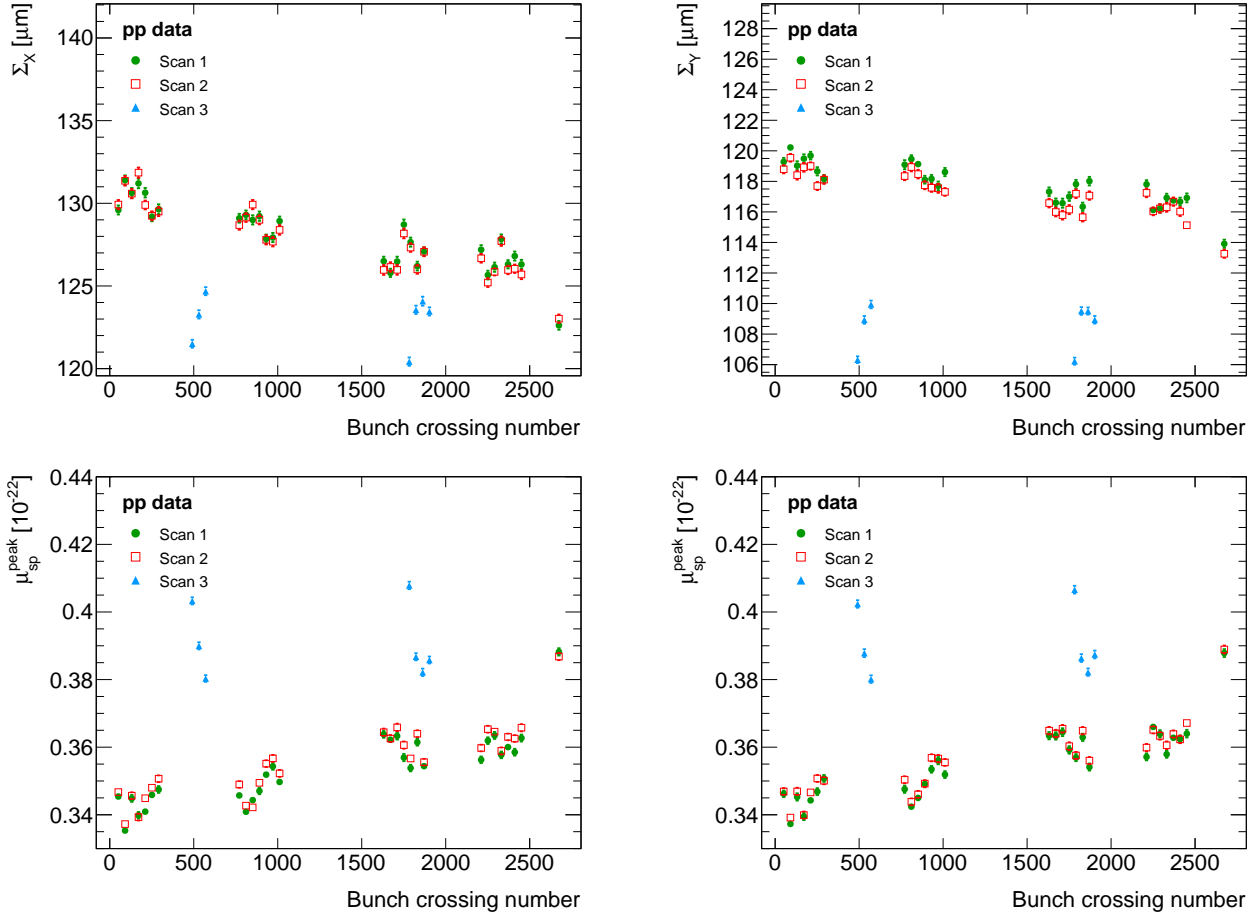 Σ_X [μm]
140
135
130
125
120
pp data
Scan 1
Scan 2
Scan 3
0 500 1000 1500 2000 2500
Bunch crossing number
Σ_Y [μm]
128
126
124
122
120
118
116
114
112
110
108
106
pp data
Scan 1
Scan 2
Scan 3
0 500 1000 1500 2000 2500
Bunch crossing number
μ_sp^peak [10^-22]
0.44
0.42
0.4
0.38
0.36
0.34
pp data
Scan 1
Scan 2
Scan 3
0 500 1000 1500 2000 2500
Bunch crossing number
μ_sp^peak [10^-22]
0.44
0.42
0.4
0.38
0.36
0.34
pp data
Scan 1
Scan 2
Scan 3
0 500 1000 1500 2000 2500
Bunch crossing number